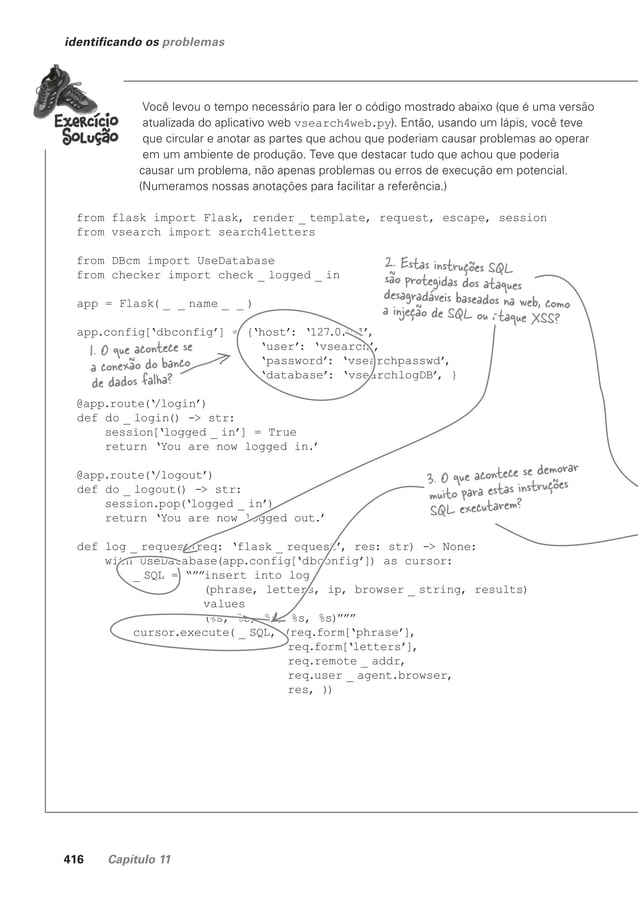 identificando os problemas
Exercício
Solução
Você levou o tempo necessário para ler o código mostrado abaixo (que é uma versão
atualizada do aplicativo web vsearch4web.py). Então, usando um lápis, você teve
que circular e anotar as partes que achou que poderiam causar problemas ao operar
em um ambiente de produção. Teve que destacar tudo que achou que poderia
causar um problema, não apenas problemas ou erros de execução em potencial.
(Numeramos nossas anotações para facilitar a referência.)
from flask import Flask, render _ template, request, escape, session
from vsearch import search4letters
from DBcm import UseDatabase
from checker import check _ logged _ in
2. Estas instruções SQL
são protegidas dos ataques
desagradáveis baseados na web, como
a injeção de SQL ou ataque XSS?
app = Flask( _ _ name _ _ )
app.config[‘dbconfig’] = {‘host’: ‘127.0.0.1’,
‘user’: ‘vsearch’,
‘password’: ‘vsearchpasswd’,
‘database’: ‘vsearchlogDB’, }
1. O que acontece se
a conexão do banco
de dados falha?
@app.route(‘/login’)
def do _ login() -> str:
session[‘logged _ in’] = True
return ‘You are now logged in.’
@app.route(‘/logout’)
def do _ logout() -> str:
session.pop(‘logged _ in’)
return ‘You are now logged out.’
3. O que acontece se demorar
muito para estas instruções
SQL executarem?
def log _ request(req: ‘flask _ request’, res: str) -> None:
with UseDatabase(app.config[‘dbconfig’]) as cursor:
_ SQL = “””insert into log
(phrase, letters, ip, browser _ string, results)
values
(%s, %s, %s, %s, %s)”””
cursor.execute( _ SQL, (req.form[‘phrase’],
req.form[‘letters’],
req.remote _ addr,
req.user _ agent.browser,
res, ))
416 Capítulo 11